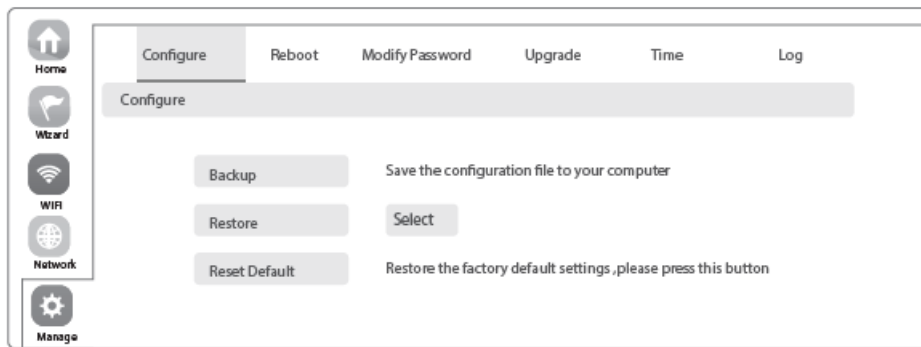 Home
Wizard
WIFI
Network
Manage
Configure Reboot Modify Password Upgrade Time Log
Configure
Backup Save the configuration file to your computer
Restore Select
Reset Default Restore the factory default settings ,please press this button